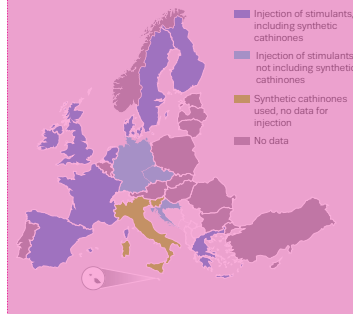 Injection of stimulants,
including synthetic
cathinones
Injection of stimulants
not including synthetic
cathinones
Synthetic cathinones
used, no data for
injection
No data